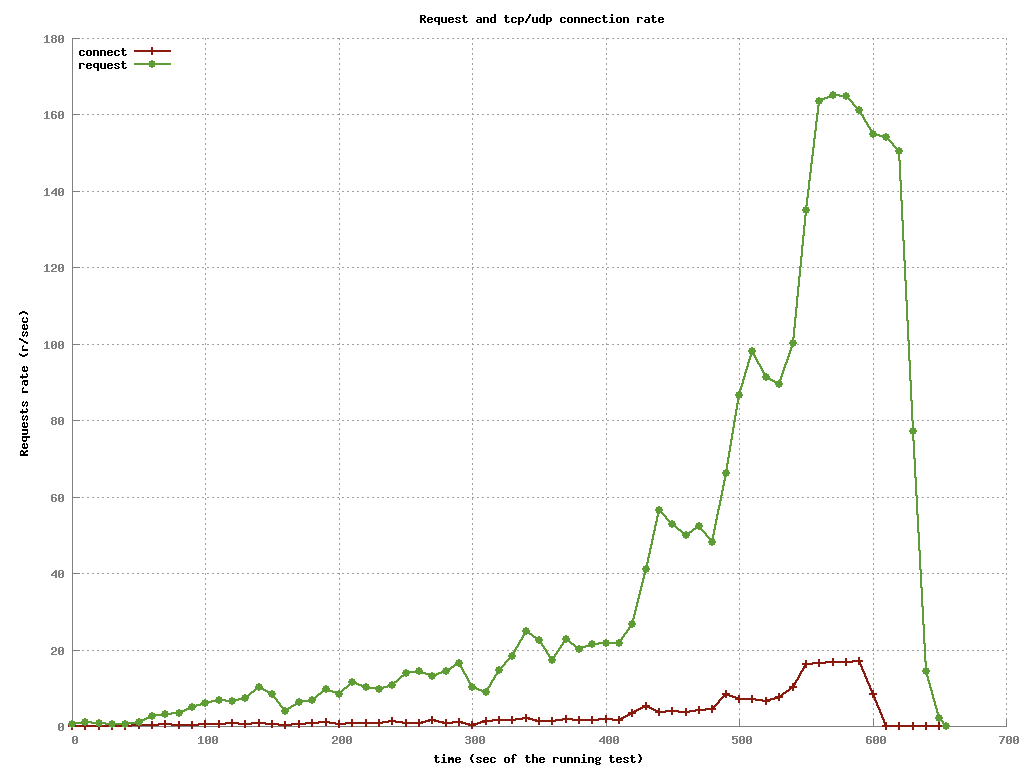 Request and tcp/udp connection rate
180
connect
request
160
140
120
100
80
60
40
20
0
Requests rate (r/sec)
0 100 200 300 400 500 600 700
time (sec of the running test)